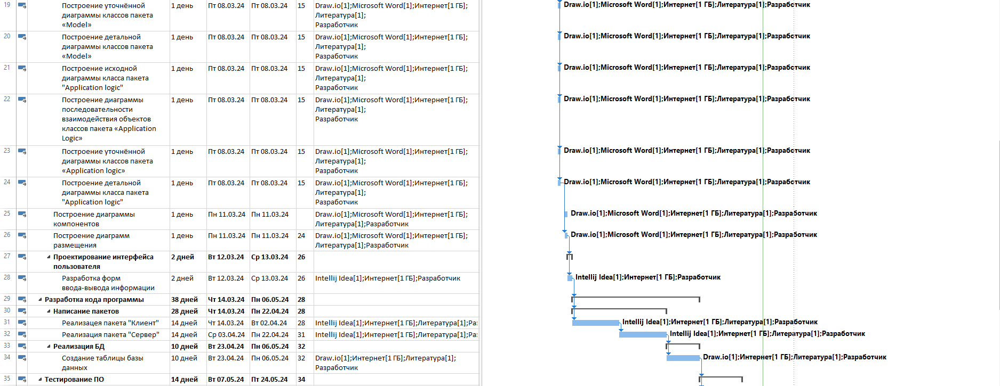 19 Построение уточнённой 1 день Пт 08.03.24 Пт 08.03.24 15 Draw.io[1];Microsoft Word[1];Интернет[1 ГБ]; Draw.io[1];Microsoft Word[1];Интернет[1 ГБ];Литература[1];Разработчик
диаграммы классов пакета Литература[1];
«Model» Разработчик
20 Построение детальной 1 день Пт 08.03.24 Пт 08.03.24 15 Draw.io[1];Microsoft Word[1];Интернет[1 ГБ]; Draw.io[1];Microsoft Word[1];Интернет[1 ГБ];Литература[1];Разработчик
диаграммы классов пакета Литература[1];
«Model» Разработчик
21 Построение исходной 1 день Пт 08.03.24 Пт 08.03.24 15 Draw.io[1];Microsoft Word[1];Интернет[1 ГБ]; Draw.io[1];Microsoft Word[1];Интернет[1 ГБ];Литература[1];Разработчик
диаграммы класса пакета Литература[1];
"Application logic" Разработчик
22 Построение диаграммы 1 день Пт 08.03.24 Пт 08.03.24 15 Draw.io[1];Microsoft Word[1];Интернет[1 ГБ]; Draw.io[1];Microsoft Word[1];Интернет[1 ГБ];Литература[1];Разработчик
последовательности Литература[1];
взаимодействия объектов Разработчик
классов пакета «Application
Logic»
23 Построение уточнённой 1 день Пт 08.03.24 Пт 08.03.24 15 Draw.io[1];Microsoft Word[1];Интернет[1 ГБ]; Draw.io[1];Microsoft Word[1];Интернет[1 ГБ];Литература[1];Разработчик
диаграммы классов пакета Литература[1];
«Application logic» Разработчик
24 Построение детальной 1 день Пт 08.03.24 Пт 08.03.24 15 Draw.io[1];Microsoft Word[1];Интернет[1 ГБ]; Draw.io[1];Microsoft Word[1];Интернет[1 ГБ];Литература[1];Разработчик
диаграммы класса пакета Литература[1];
"Application logic" Разработчик
25 Построение диаграммы 1 день Пн 11.03.24 Пн 11.03.24 Draw.io[1];Microsoft Word[1];Интернет[1 ГБ]; Draw.io[1];Microsoft Word[1];Интернет[1 ГБ];Литература[1];Разработчик
компонентов Литература[1];Разработчик
26 Построение диаграмм 1 день Пн 11.03.24 Пн 11.03.24 24 Draw.io[1];Microsoft Word[1];Интернет[1 ГБ]; Draw.io[1];Microsoft Word[1];Интернет[1 ГБ];Литература[1];Разработчик
размещения Литература[1];Разработчик
27 Проектирование интерфейса 2 дней Вт 12.03.24 Ср 13.03.24 26
пользователя
28 Разработка форм 2 дней Вт 12.03.24 Ср 13.03.24 26 Intellij Idea[1];Интернет[1 ГБ];Разработчик Intellij Idea[1];Интернет[1 ГБ];Разработчик
ввода-вывода информации
29 Разработка кода программы 38 дней Чт 14.03.24 Пн 06.05.24 28
30 Написание пакетов 28 дней Чт 14.03.24 Пн 22.04.24 28
31 Реализация пакета "Клиент" 14 дней Чт 14.03.24 Вт 02.04.24 28 Intellij Idea[1];Интернет[1 ГБ];Литература[1];Раз Intellij Idea[1];Интернет[1 ГБ];Литература[1];Разработчик
32 Реализация пакета "Сервер" 14 дней Ср 03.04.24 Пн 22.04.24 31 Intellij Idea[1];Интернет[1 ГБ];Литература[1];Раз Intellij Idea[1];Интернет[1 ГБ];Литература[1];Разработчик
33 Реализация БД 10 дней Вт 23.04.24 Пн 06.05.24 32
34 Создание таблицы базы 10 дней Вт 23.04.24 Пн 06.05.24 32 Draw.io[1];Интернет[1 ГБ];Литература[1]; Draw.io[1];Интернет[1 ГБ];Литература[1];Разработчик
данных Разработчик
35 Тестирование ПО 14 дней Вт 07.05.24 Пт 24.05.24 34